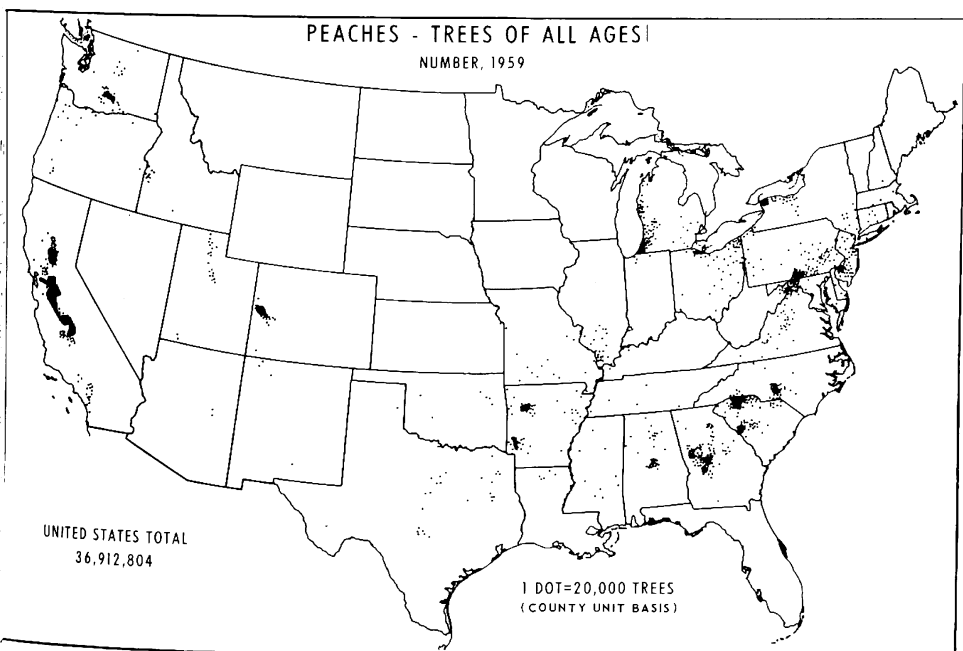 PEACHES - TREES OF ALL AGES
NUMBER, 1959
UNITED STATES TOTAL
36,912,804
1 DOT=20,000 TREES
(COUNTY UNIT BASIS)